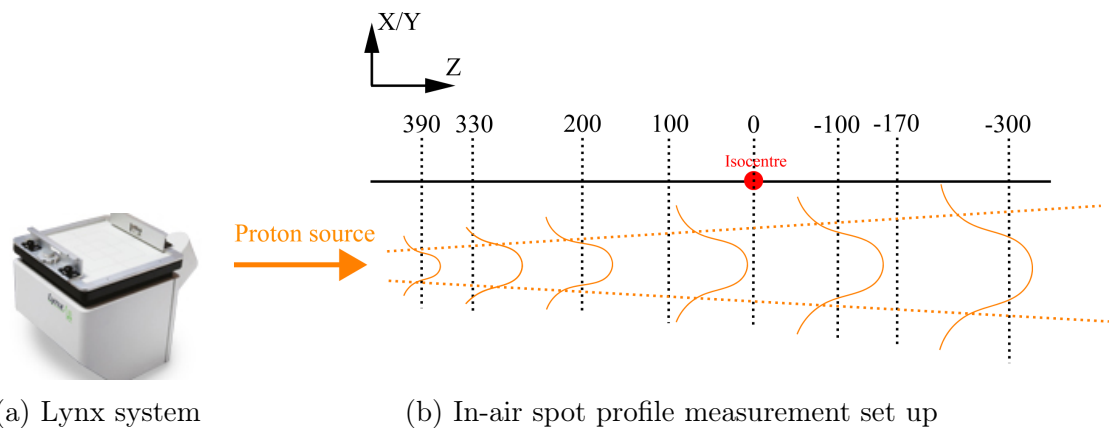 X/Y
Z
390 330 200 100 0 -100 -170 -300
Isocentre
Proton source
Lynx
(a) Lynx system
(b) In-air spot profile measurement set up